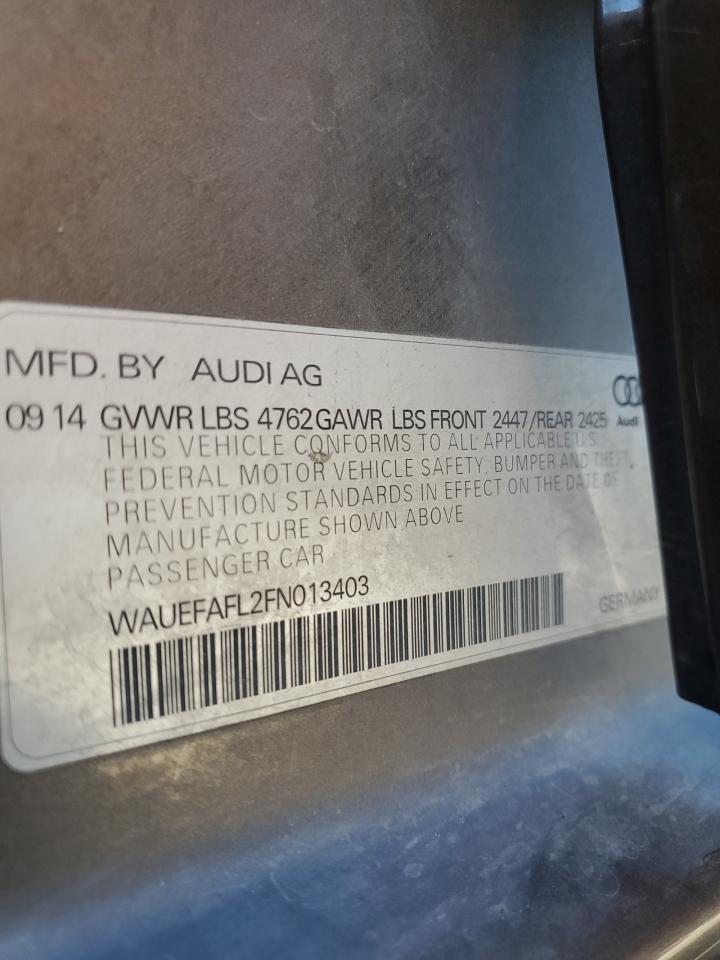 MFD. BY AUDI AG
09 14 GVWR LBS 4762 GAWR LBS FRONT 2447/REAR 2425 Audi
THIS VEHICLE CONFORMS TO ALL APPLICABLE U.S.
FEDERAL MOTOR VEHICLE SAFETY, BUMPER AND THEFT
PREVENTION STANDARDS IN EFFECT ON THE DATE OF
MANUFACTURE SHOWN ABOVE
PASSENGER CAR
WAUEFAFL2FN013403
GERMANY